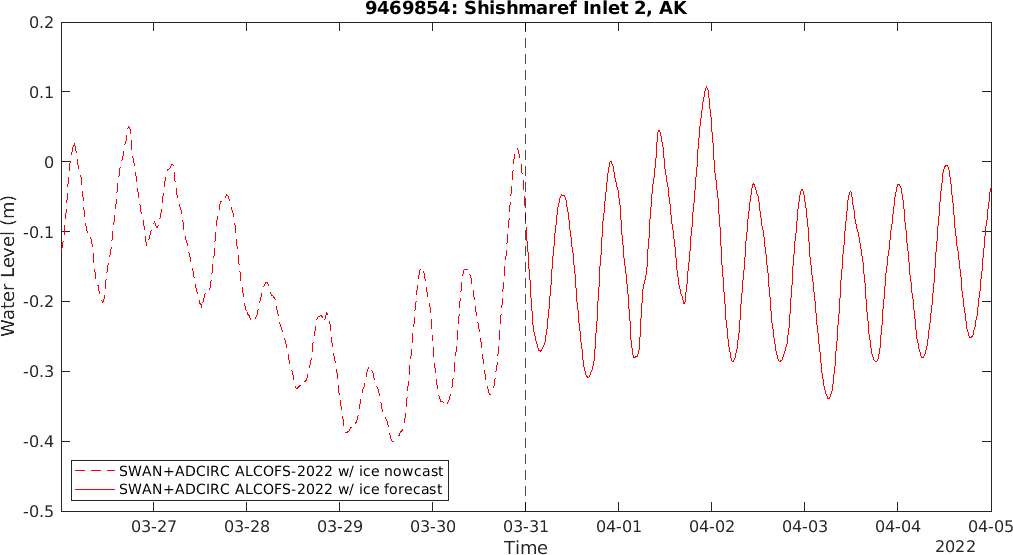 9469854: Shishmaref Inlet 2, AK
Water Level (m)
0.2
0.1
0
-0.1
-0.2
-0.3
-0.4
-0.5
SWAN+ADCIRC ALCOFS-2022 w/ ice nowcast
SWAN+ADCIRC ALCOFS-2022 w/ ice forecast
03-27 03-28 03-29 03-30 03-31 04-01 04-02 04-03 04-04 04-05
Time
2022